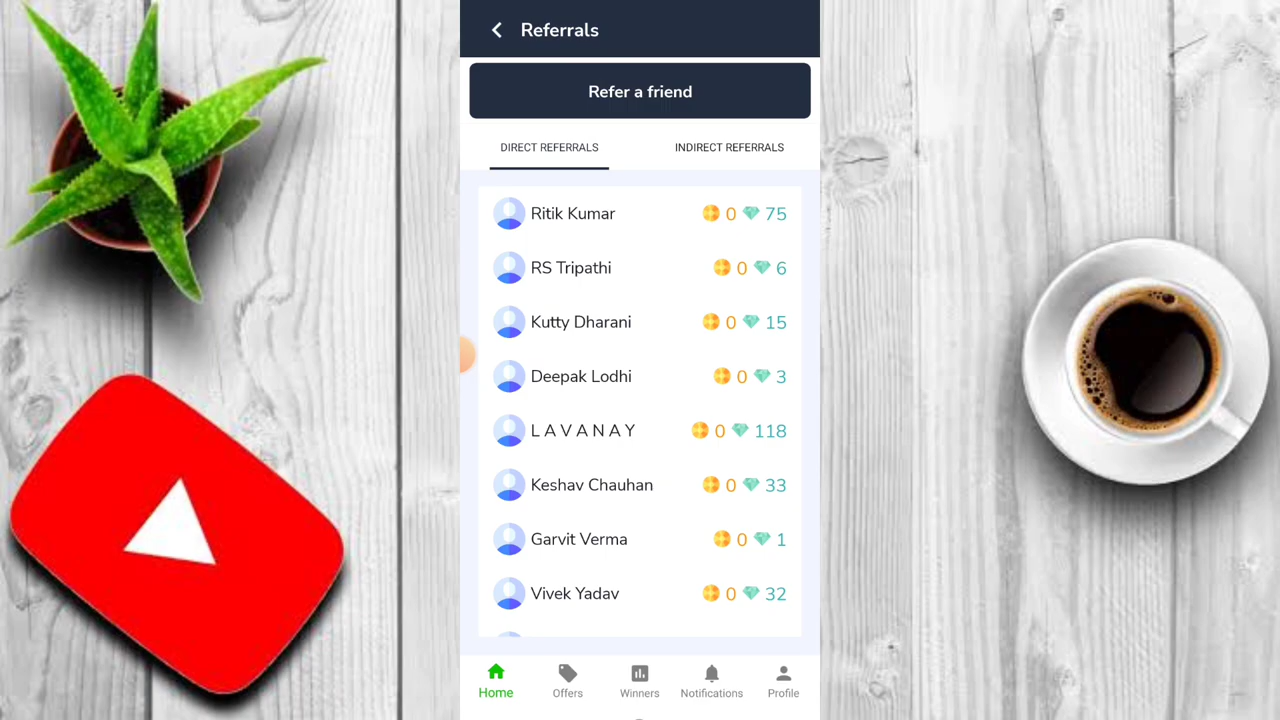 Referrals
Refer a friend
DIRECT REFERRALS INDIRECT REFERRALS
Ritik Kumar 0 75
RS Tripathi 0 6
Kutty Dharani 0 15
Deepak Lodhi 0 3
L A V A N A Y 0 118
Keshav Chauhan 0 33
Garvit Verma 0 1
Vivek Yadav 0 32
Home Offers Winners Notifications Profile